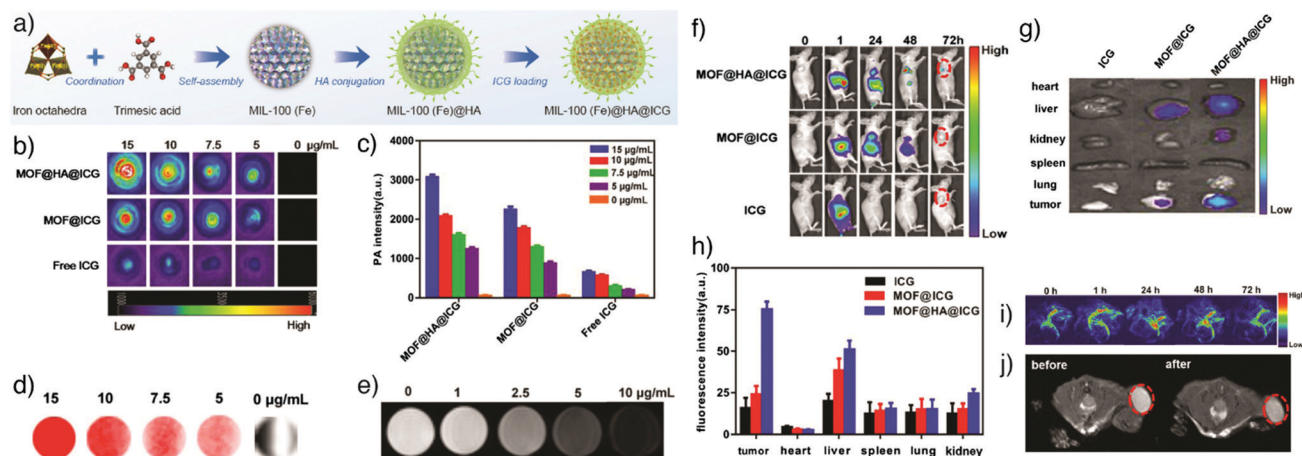 a)
Coordination
Self-assembly
HA conjugation
ICG loading
Iron octahedra
Trimesic acid
MIL-100 (Fe)
MIL-100 (Fe)@HA
MIL-100 (Fe)@HA@ICG
b)
15 10 7.5 5 0 µg/mL
MOF@HA@ICG
MOF@ICG
Free ICG
Low High
c)
PA intensity(a.u.)
4000
3000
2000
1000
0
15 µg/mL
10 µg/mL
7.5 µg/mL
5 µg/mL
0 µg/mL
MOF@HA@ICG
MOF@ICG
Free ICG
d)
15 10 7.5 5 0 µg/mL
e)
0 1 2.5 5 10 µg/mL
f)
0 1 24 48 72h
MOF@HA@ICG
MOF@ICG
ICG
High
Low
g)
ICG
MOF@ICG
MOF@HA@ICG
heart
liver
kidney
spleen
lung
tumor
High
Low
h)
fluorescence intensity(a.u.)
100
75
50
25
0
ICG
MOF@ICG
MOF@HA@ICG
tumor heart liver spleen lung kidney
i)
0 h 1 h 24 h 48 h 72 h
High
Low
j)
before after